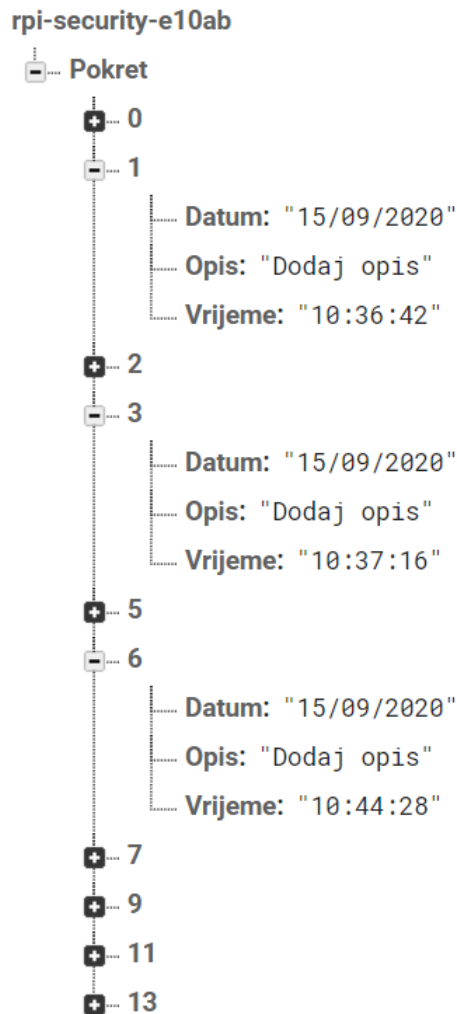 rpi-security-e10ab
Pokret
0
1
Datum: "15/09/2020"
Opis: "Dodaj opis"
Vrijeme: "10:36:42"
2
3
Datum: "15/09/2020"
Opis: "Dodaj opis"
Vrijeme: "10:37:16"
5
6
Datum: "15/09/2020"
Opis: "Dodaj opis"
Vrijeme: "10:44:28"
7
9
11
13